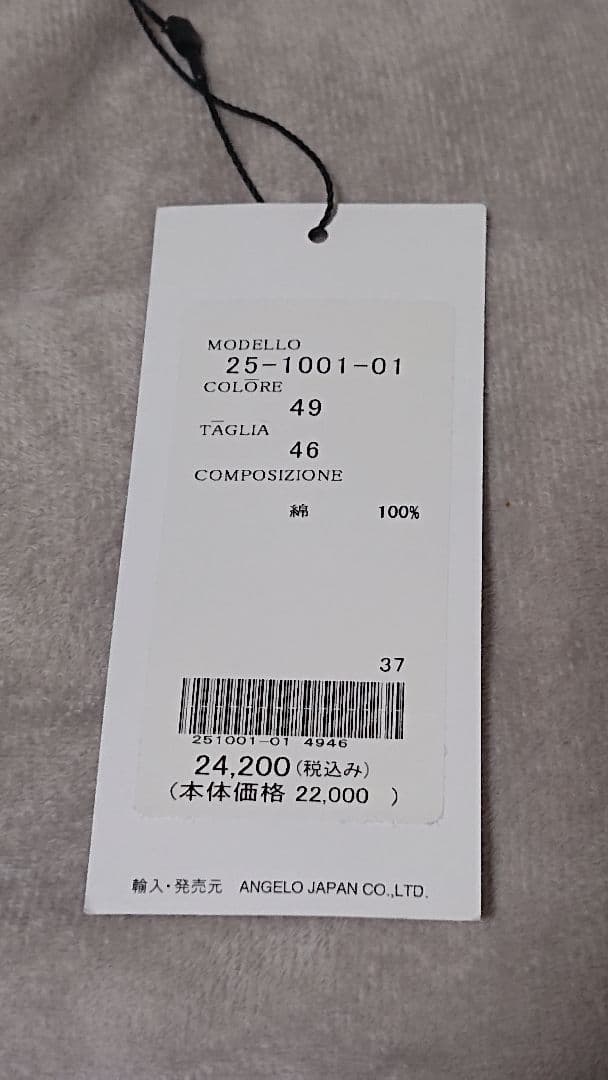 MODELLO
25-1001-01
COLORE
49
TAGLIA
46
COMPOSIZIONE
綿 100%
37
251001-01 4946
24,200(税込み)
(本体価格 22,000 )
輸入・発売元 ANGELO JAPAN CO.,LTD.